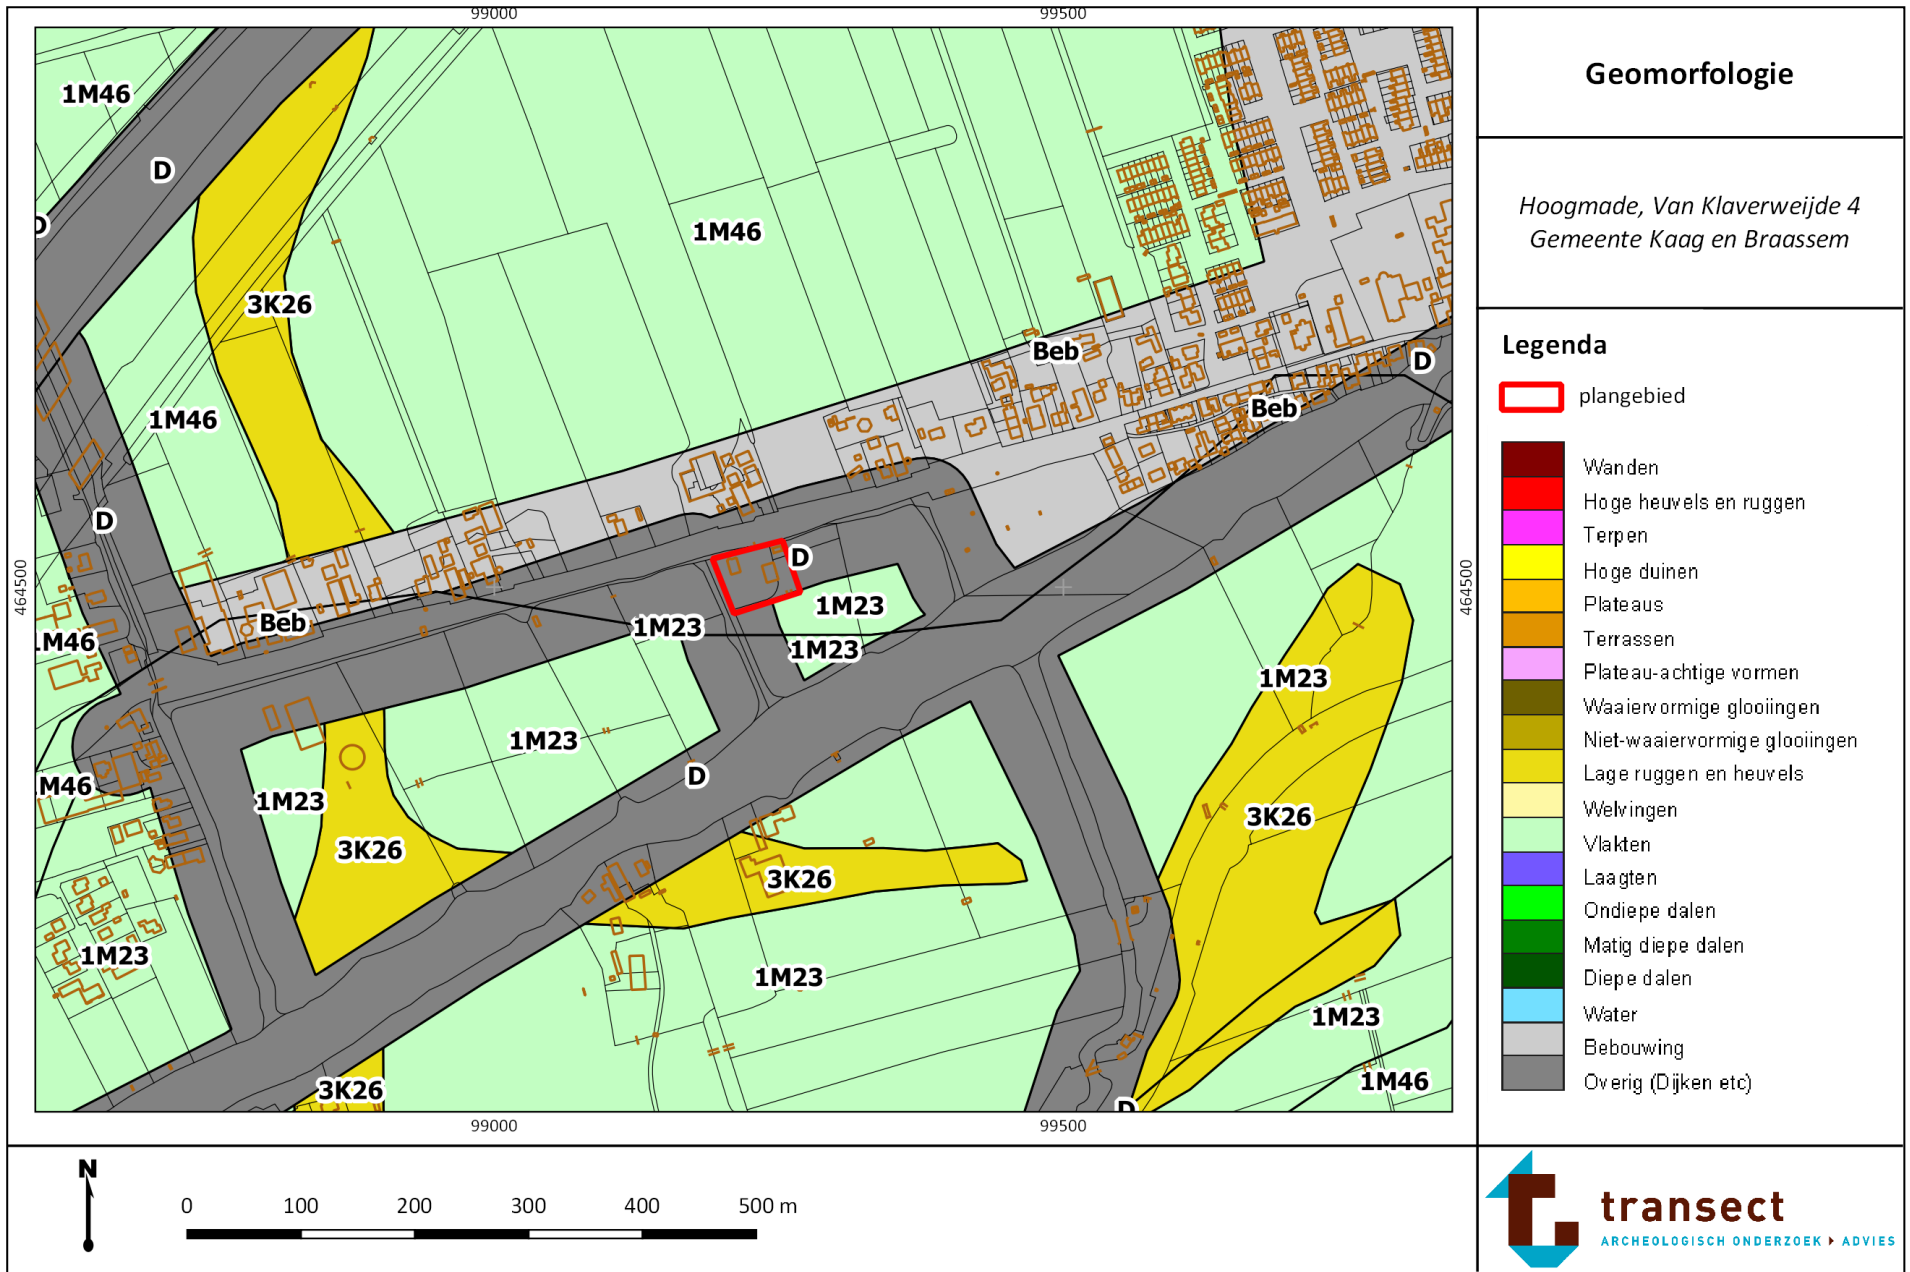 99000
99500
Geomorfologie
Hoogmade, Van Klaverweijde 4
Gemeente Kaag en Braassem
Legenda
plangebied
Wanden
Hoge heuvels en ruggen
Terpen
Hoge duinen
Plateaus
Terrassen
Plateau-achtige vormen
Waaiervormige glooiingen
Niet-waaiervormige glooiingen
Lage ruggen en heuvels
Welvingen
Vlakten
Laagten
Ondiepe dalen
Matig diepe dalen
Diepe dalen
Water
Bebouwing
Overig (Dijken etc)
1M46
D
D
1M46
3K26
Beb
D
1M46
Beb
D
D
464500
464500
1M23
Beb
1M23
1M46
1M23
1M23
1M23
D
1M46
1M23
3K26
3K26
3K26
1M23
1M23
1M23
3K26
1M46
D
99000
99500
N
0 100 200 300 400 500 m
transect
ARCHEOLOGISCH ONDERZOEK ▸ ADVIES